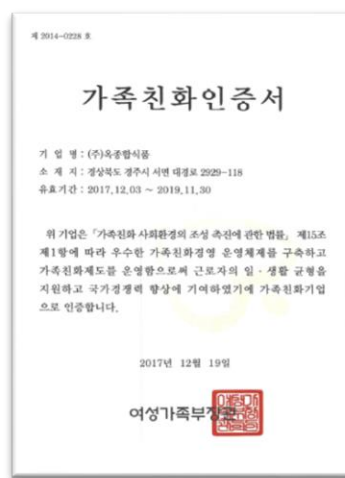 제 2014-0228 호
가족친화인증서
기 업 명 : (주)옥종합식품
소 재 지 : 경상북도 경주시 서면 대경로 2929-118
유효기간 : 2017.12.03 ~ 2019.11.30
위 기업은 「가족친화 사회환경의 조성 촉진에 관한 법률」 제15조
제1항에 따라 우수한 가족친화경영 운영체제를 구축하고
가족친화제도를 운영함으로써 근로자의 일·생활 균형을
지원하고 국가경쟁력 향상에 기여하였기에 가족친화기업
으로 인증합니다.
2017년 12월 19일
여성가족부장관